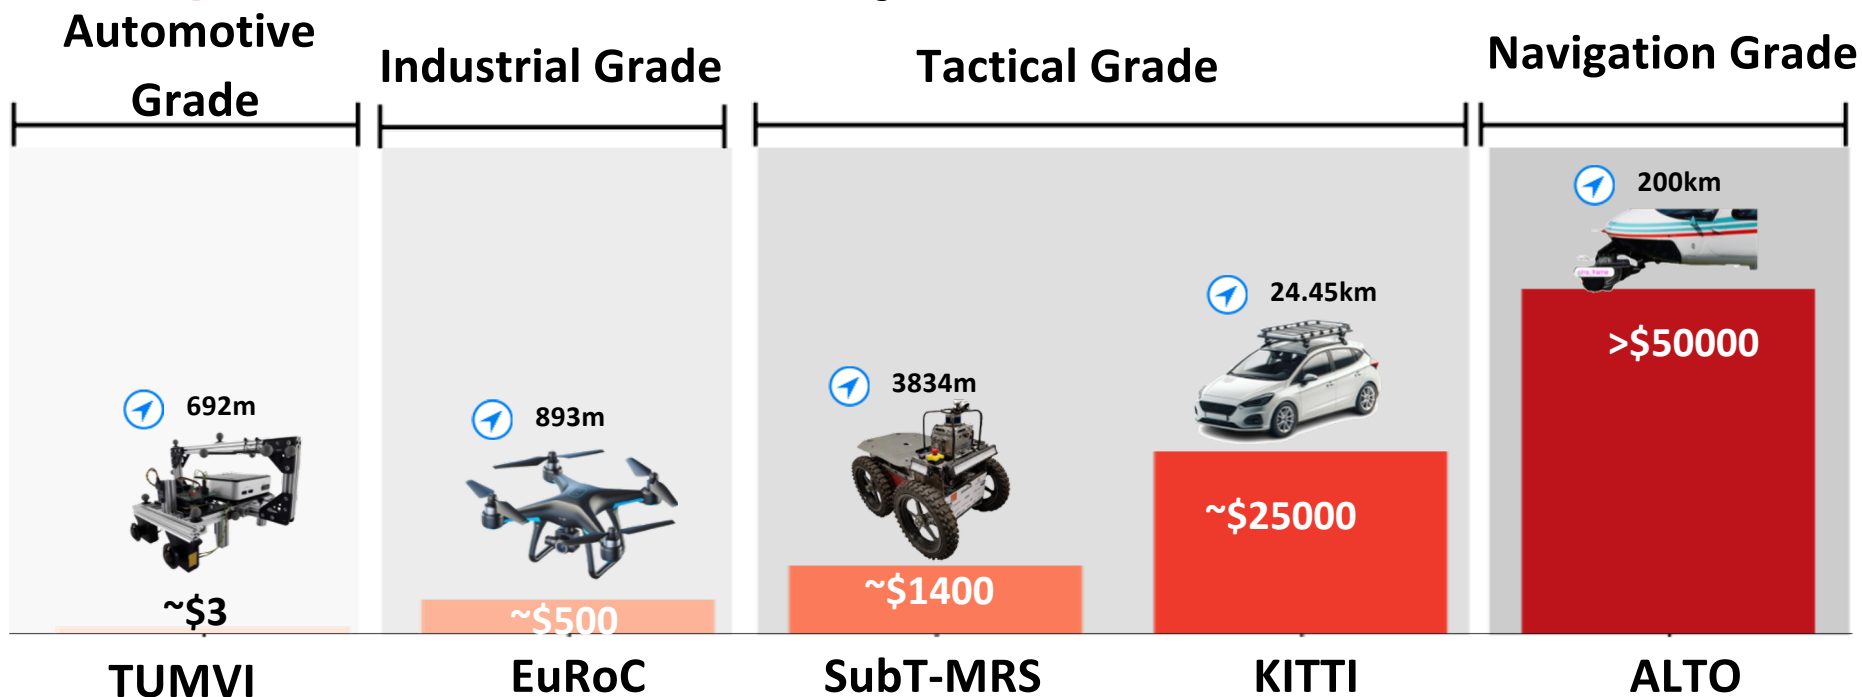 Automotive
Grade
Industrial Grade
Tactical Grade
Navigation Grade
692m
893m
3834m
24.45km
200km
~$3
~$500
~$1400
~$25000
>$50000
TUMVI
EuRoC
SubT-MRS
KITTI
ALTO